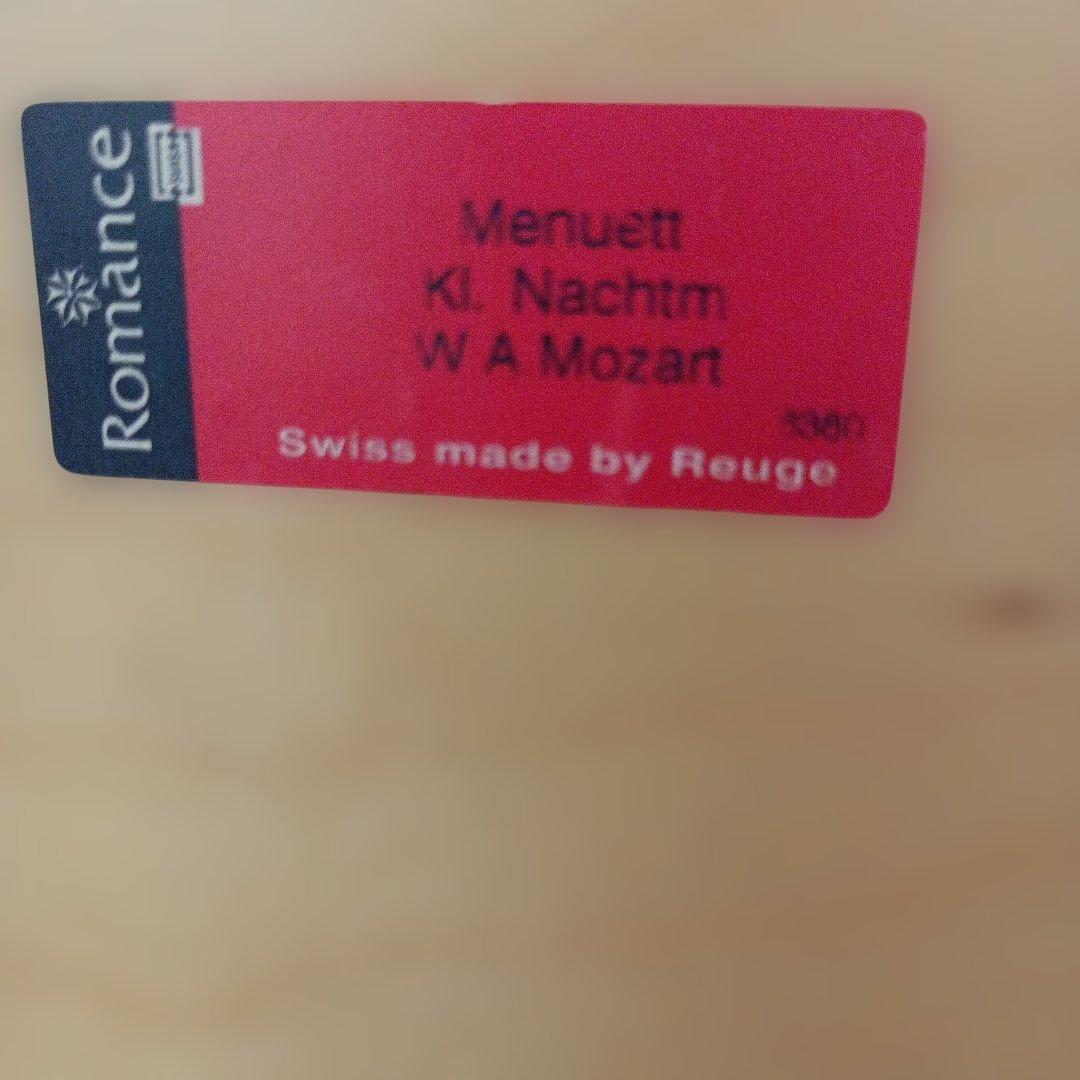 Romance
Menuett
Kl. Nachtm
W A Mozart
Swiss made by Reuge